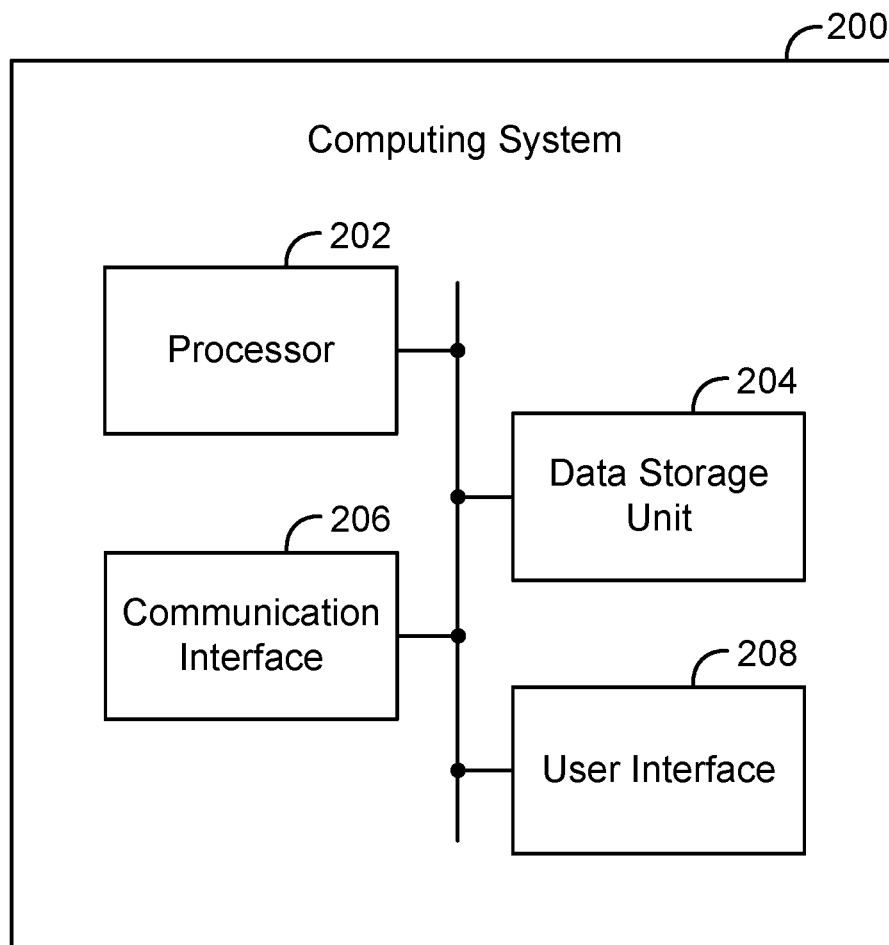 200
Computing System
202
Processor
204
Data Storage
Unit
206
Communication
Interface
208
User Interface